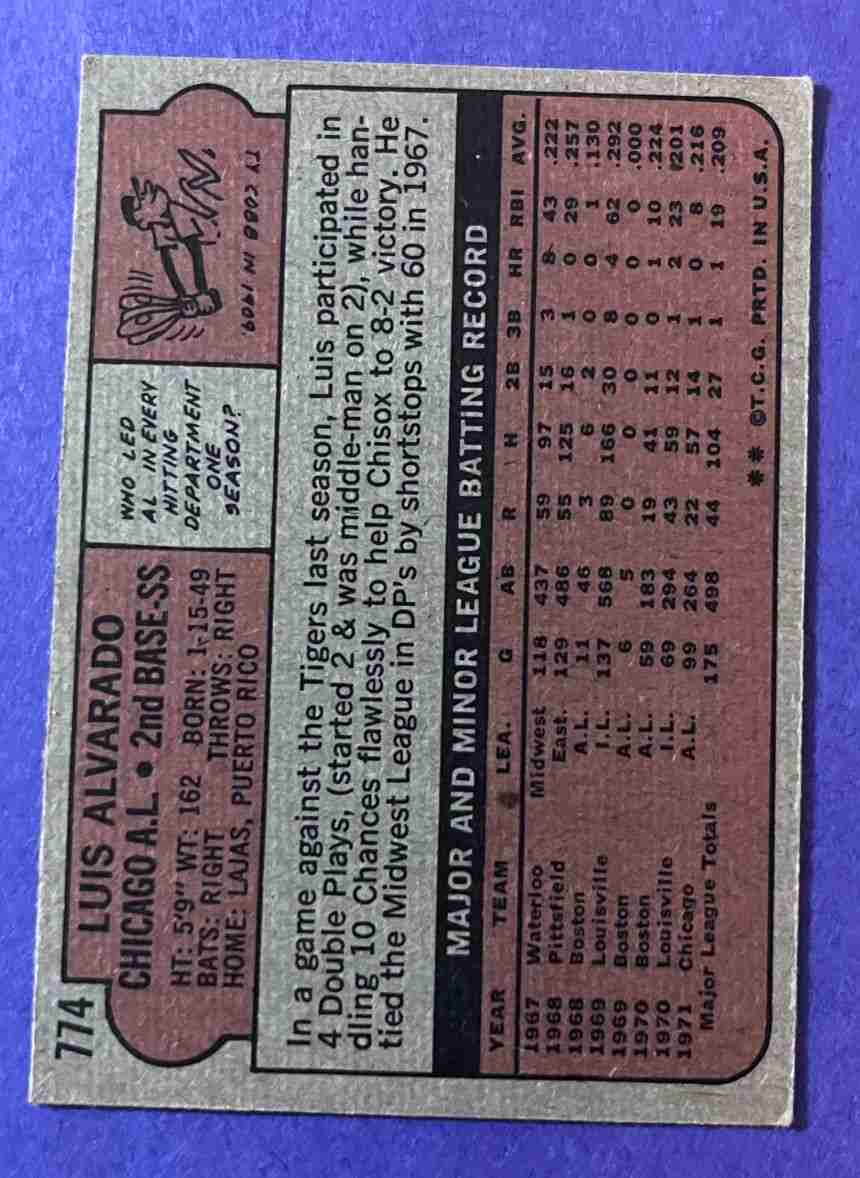 774
LUIS ALVARADO
CHICAGO A.L. • 2nd BASE-SS
HT: 5'9" WT: 162 BORN: 1-15-49
BATS: RIGHT THROWS: RIGHT
HOME: LAJAS, PUERTO RICO
WHO LED
AL IN EVERY
HITTING
DEPARTMENT
ONE
SEASON?
TY COBB IN 1909.
In a game against the Tigers last season, Luis participated in
4 Double Plays, (started 2 & was middle-man on 2), while han-
dling 10 Chances flawlessly to help Chisox to 8-2 victory. He
tied the Midwest League in DP's by shortstops with 60 in 1967.
MAJOR AND MINOR LEAGUE BATTING RECORD
YEAR TEAM LEA. G AB R H 2B 3B HR RBI AVG.
1967 Waterloo Midwest 118 437 59 97 15 3 8 43 .222
1968 Pittsfield East. 129 486 55 125 16 1 0 29 .257
1968 Boston A.L. 11 46 3 6 2 0 0 1 .130
1969 Louisville I.L. 137 568 89 166 30 8 4 62 .292
1969 Boston A.L. 6 5 0 0 0 0 0 0 .000
1970 Boston A.L. 59 183 19 41 11 0 1 10 .224
1970 Louisville I.L. 69 294 43 59 12 1 2 23 .201
1971 Chicago A.L. 99 264 22 57 14 1 0 8 .216
Major League Totals 175 498 44 104 27 1 1 19 .209
** ©T.C.G. PRTD. IN U.S.A.